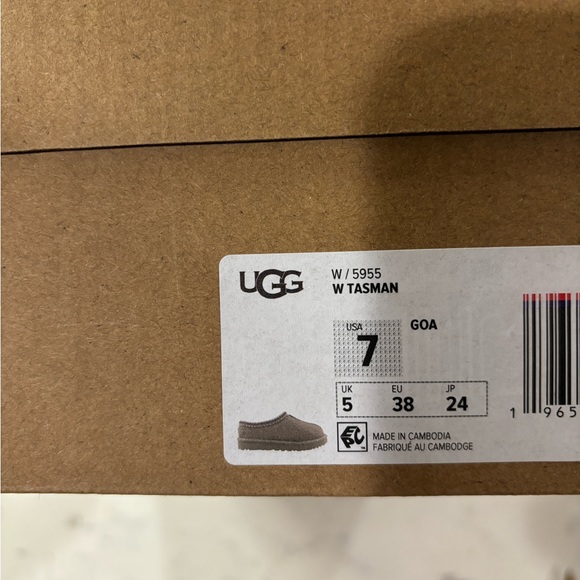 UGG
W / 5955
W TASMAN
USA
7
GOA
UK EU JP
5 38 24
1 965
MADE IN CAMBODIA
FABRIQUÉ AU CAMBODGE